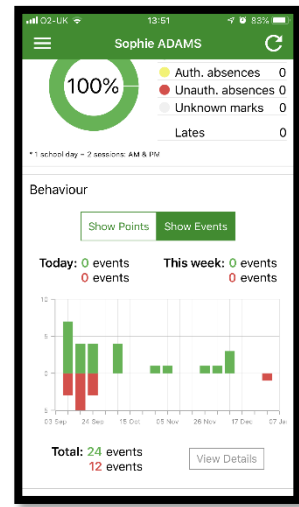 O2-UK 13:51 83%
Sophie ADAMS
100%
Auth. absences 0
Unauth. absences 0
Unknown marks 0
Lates 0
* 1 school day = 2 sessions: AM & PM
Behaviour
Show Points Show Events
Today: 0 events This week: 0 events
0 events 0 events
10
5
0
5
03 Sep 24 Sep 15 Oct 05 Nov 26 Nov 17 Dec 07 Ja
Total: 24 events
12 events
View Details